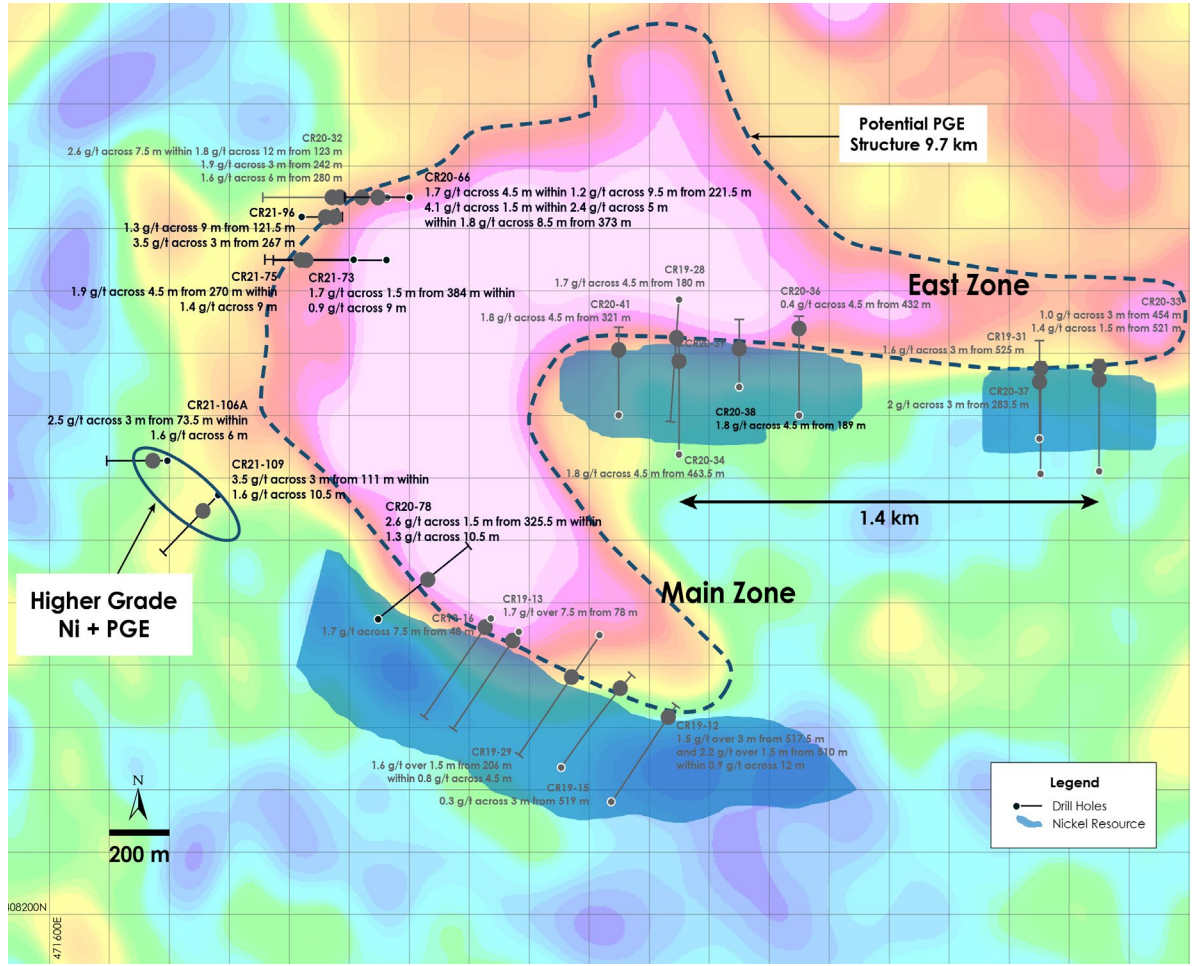 Potential PGE
Structure 9.7 km
CR20-32
2.6 g/t across 7.5 m within 1.8 g/t across 12 m from 123 m
1.9 g/t across 3 m from 242 m
1.6 g/t across 6 m from 280 m
CR20-66
1.7 g/t across 4.5 m within 1.2 g/t across 9.5 m from 221.5 m
4.1 g/t across 1.5 m within 2.4 g/t across 5 m
within 1.8 g/t across 8.5 m from 373 m
CR21-96
1.3 g/t across 9 m from 121.5 m
3.5 g/t across 3 m from 267 m
CR21-75
1.9 g/t across 4.5 m from 270 m within
1.4 g/t across 9 m
CR21-73
1.7 g/t across 1.5 m from 384 m within
0.9 g/t across 9 m
CR19-28
1.7 g/t across 4.5 m from 180 m
CR20-41
1.8 g/t across 4.5 m from 321 m
CR20-36
0.4 g/t across 4.5 m from 432 m
East Zone
CR20-33
1.0 g/t across 3 m from 454 m
1.4 g/t across 1.5 m from 521 m
CR19-31
1.6 g/t across 3 m from 525 m
CR20-37
2 g/t across 3 m from 283.5 m
CR20-38
1.8 g/t across 4.5 m from 189 m
CR20-34
1.8 g/t across 4.5 m from 463.5 m
1.4 km
CR21-106A
2.5 g/t across 3 m from 73.5 m within
1.6 g/t across 6 m
CR21-109
3.5 g/t across 3 m from 111 m within
1.6 g/t across 10.5 m
CR20-78
2.6 g/t across 1.5 m from 325.5 m within
1.3 g/t across 10.5 m
Higher Grade
Ni + PGE
Main Zone
CR19-13
1.7 g/t over 7.5 m from 78 m
CR19-16
1.7 g/t across 7.5 m from 48 m
CR19-12
1.5 g/t over 3 m from 517.5 m
and 2.2 g/t over 1.5 m from 510 m
within 0.9 g/t across 12 m
CR19-29
1.6 g/t over 1.5 m from 206 m
within 0.8 g/t across 4.5 m
CR19-15
0.3 g/t across 3 m from 519 m
N
200 m
Legend
Drill Holes
Nickel Resource
08200N
471600E